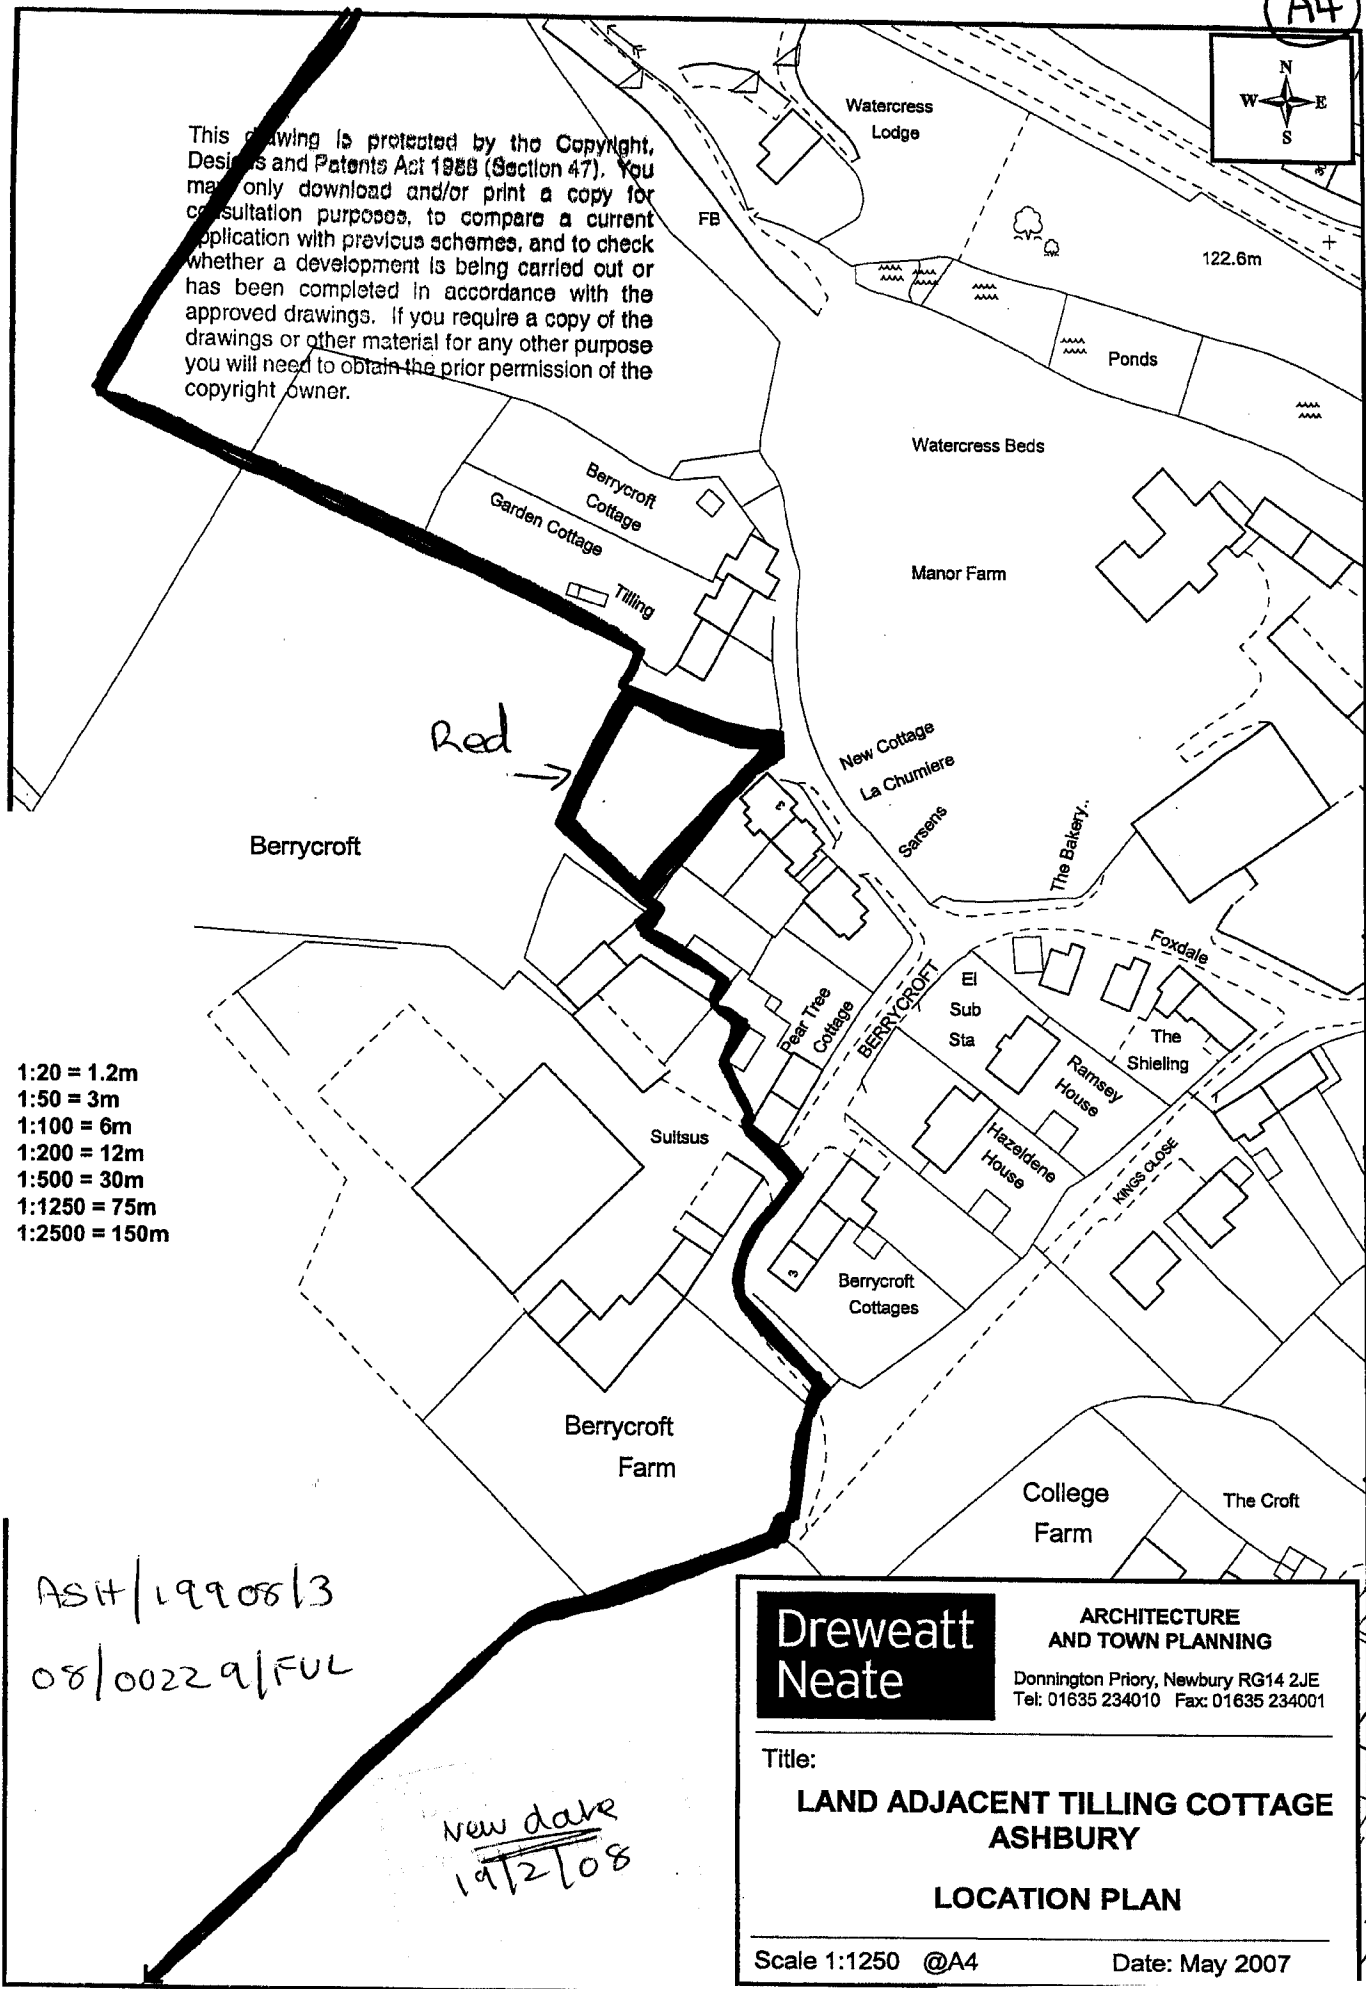 A4
N
W E
S
This drawing is protected by the Copyright,
Designs and Patents Act 1988 (Section 47). You
may only download and/or print a copy for
consultation purposes, to compare a current
application with previous schemes, and to check
whether a development is being carried out or
has been completed in accordance with the
approved drawings. If you require a copy of the
drawings or other material for any other purpose
you will need to obtain the prior permission of the
copyright owner.
Watercress
Lodge
FB
122.6m
Ponds
Watercress Beds
Berrycroft
Cottage
Garden Cottage
Tilling
Manor Farm
Red
New Cottage
La Chumiere
Sarsens
The Bakery..
3
Berrycroft
Foxdale
El
Sub
Sta
BERRYCROFT
Pear Tree
Cottage
The
Shieling
Ramsey
House
Hazeldene
House
KINGS CLOSE
1:20 = 1.2m
1:50 = 3m
1:100 = 6m
1:200 = 12m
1:500 = 30m
1:1250 = 75m
1:2500 = 150m
Suitsus
3
Berrycroft
Cottages
Berrycroft
Farm
College
Farm
The Croft
ASH/19908/3
08/00229/FUL
New date
19/2/08
Dreweatt
Neate
ARCHITECTURE
AND TOWN PLANNING
Donnington Priory, Newbury RG14 2JE
Tel: 01635 234010 Fax: 01635 234001
Title:
LAND ADJACENT TILLING COTTAGE
ASHBURY
LOCATION PLAN
Scale 1:1250 @A4
Date: May 2007